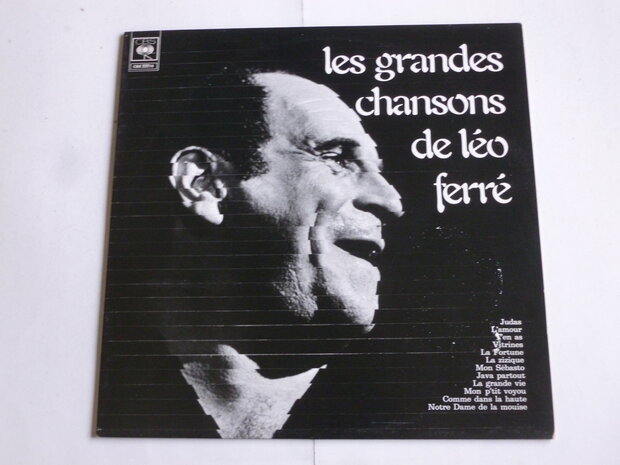 CBS
les grandes
chansons
de léo
ferré
Judas
L'amour
T'en as
Vitrines
La Fortune
La zizique
Mon Sébasto
Java partout
La grande vie
Mon p'tit voyou
Comme dans la haute
Notre Dame de la mouise